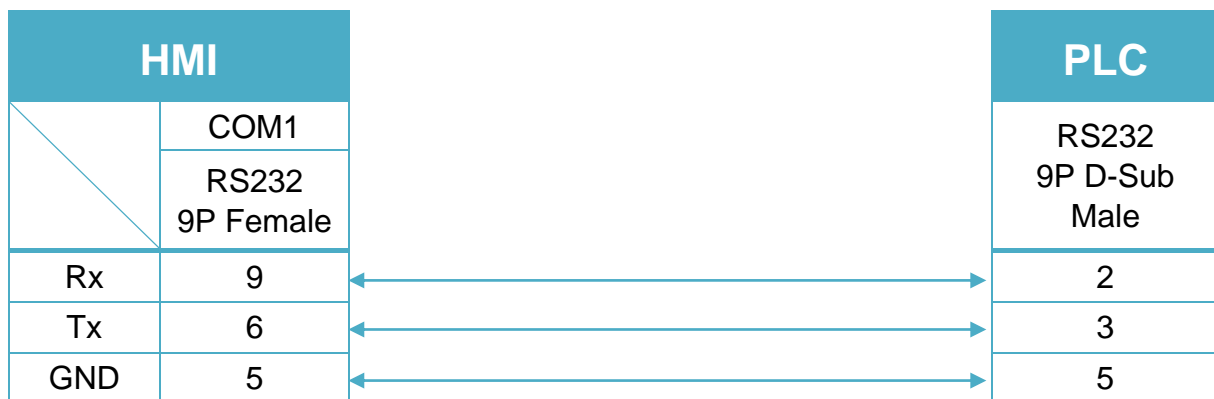 HMI
PLC
COM1
RS232
9P Female
RS232
9P D-Sub
Male
Rx 9 2
Tx 6 3
GND 5 5